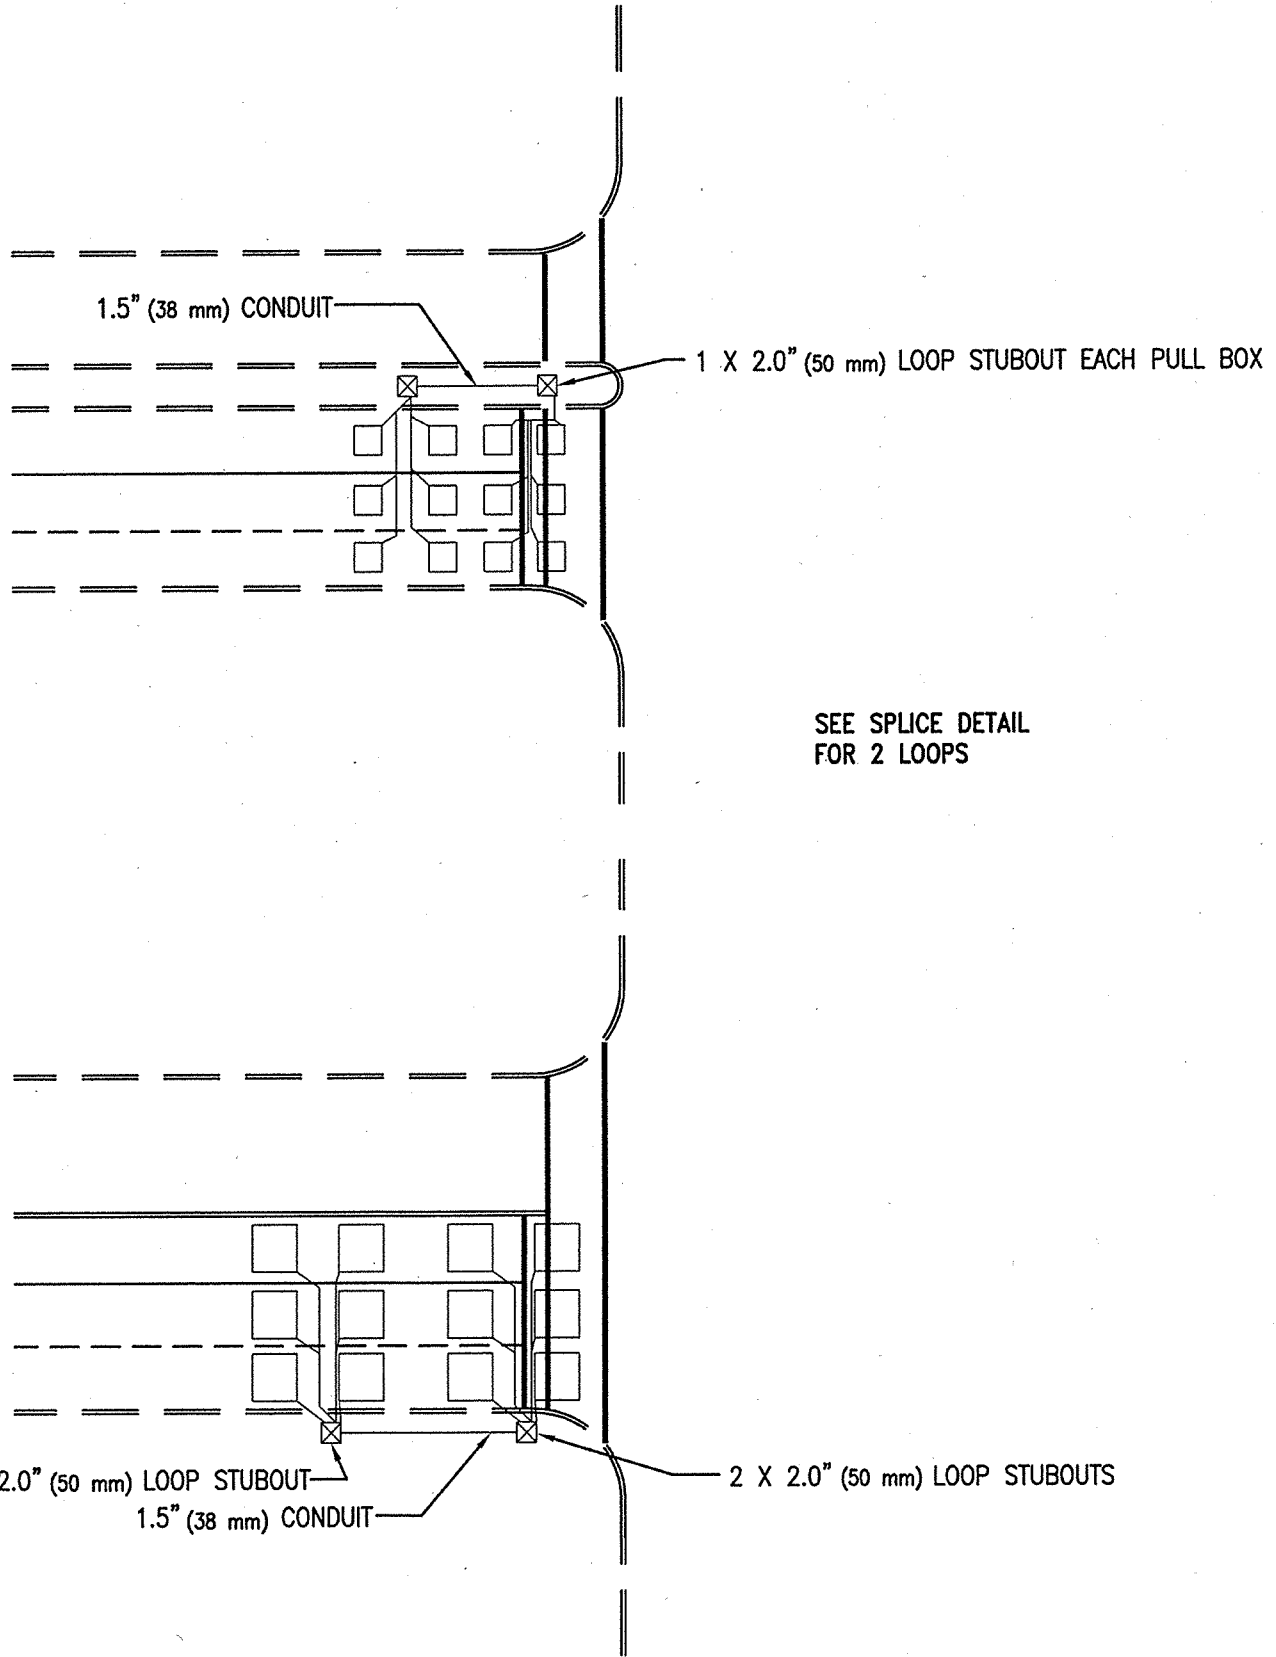 1.5" (38 mm) CONDUIT
1 X 2.0" (50 mm) LOOP STUBOUT EACH PULL BOX
SEE SPLICE DETAIL
FOR 2 LOOPS
2.0" (50 mm) LOOP STUBOUT
2 X 2.0" (50 mm) LOOP STUBOUTS
1.5" (38 mm) CONDUIT